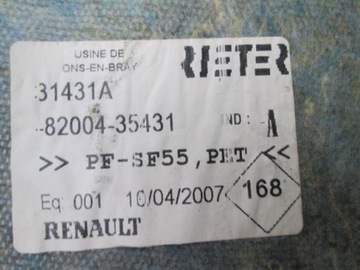 USINE DE
ONS-EN-BRAY
RIETER
31431A
82004-35431 IND: A
>> PF-SF55, PET <<
Eq 001 10/04/2007 168
RENAULT